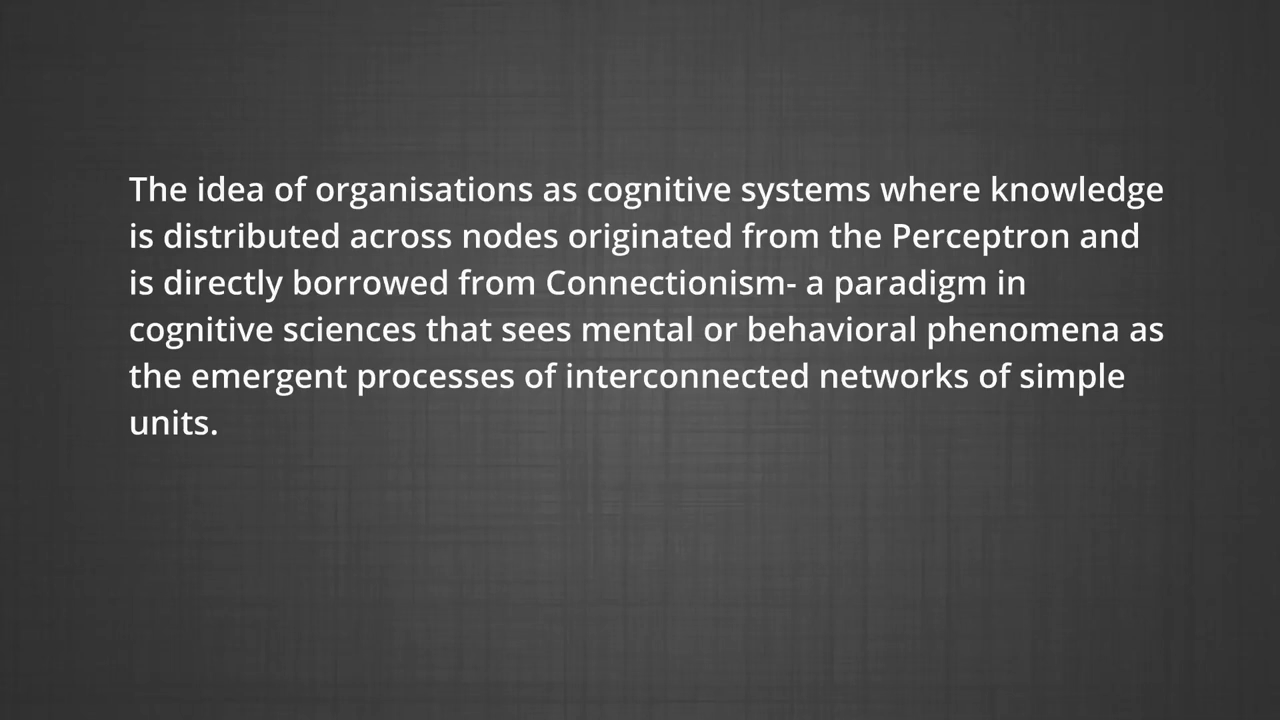 The idea of organisations as cognitive systems where knowledge
is distributed across nodes originated from the Perceptron and
is directly borrowed from Connectionism- a paradigm in
cognitive sciences that sees mental or behavioral phenomena as
the emergent processes of interconnected networks of simple
units.